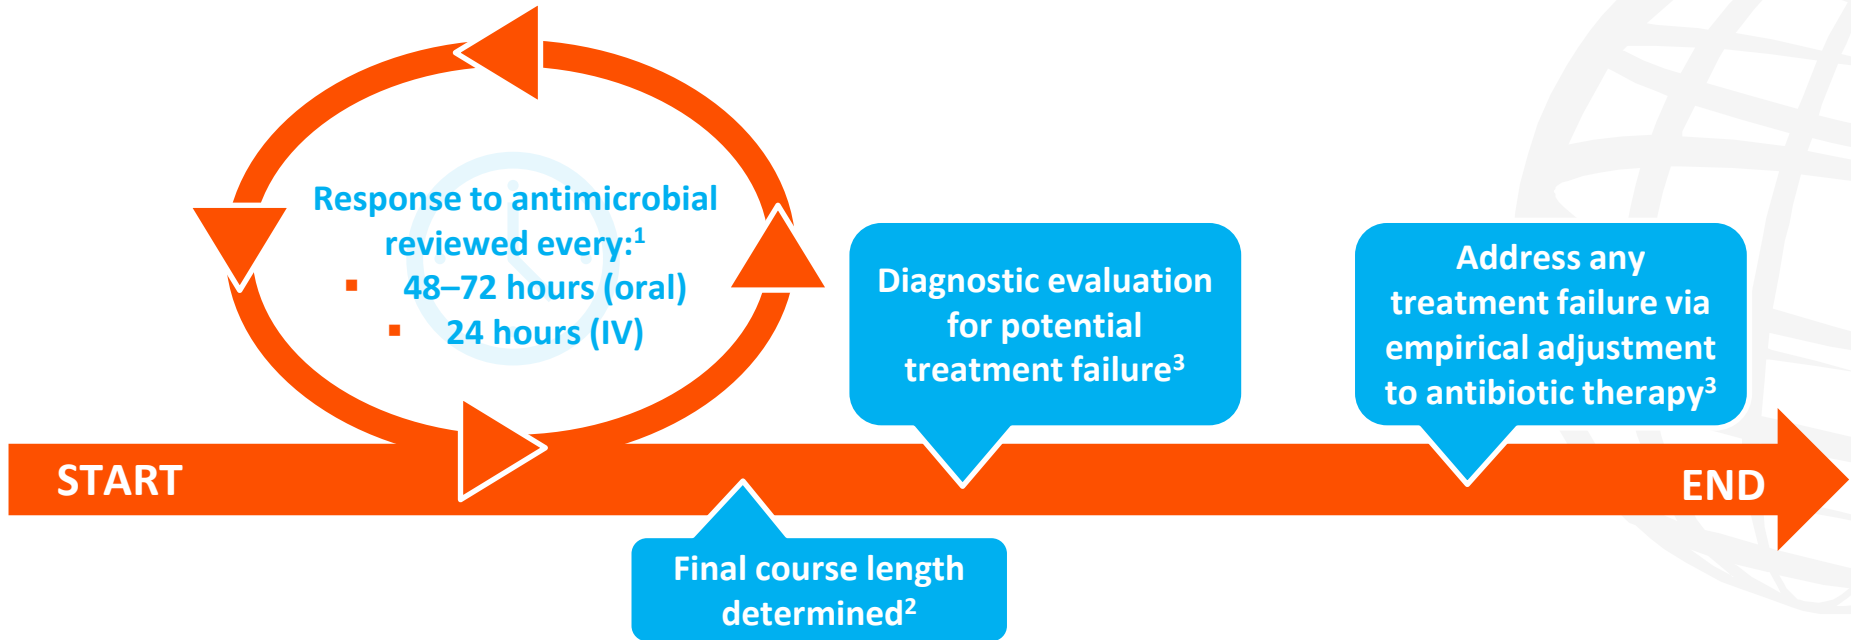 Response to antimicrobial
reviewed every:¹
▪ 48–72 hours (oral)
▪ 24 hours (IV)
Diagnostic evaluation
for potential
treatment failure³
Address any
treatment failure via
empirical adjustment
to antibiotic therapy³
START
END
Final course length
determined²